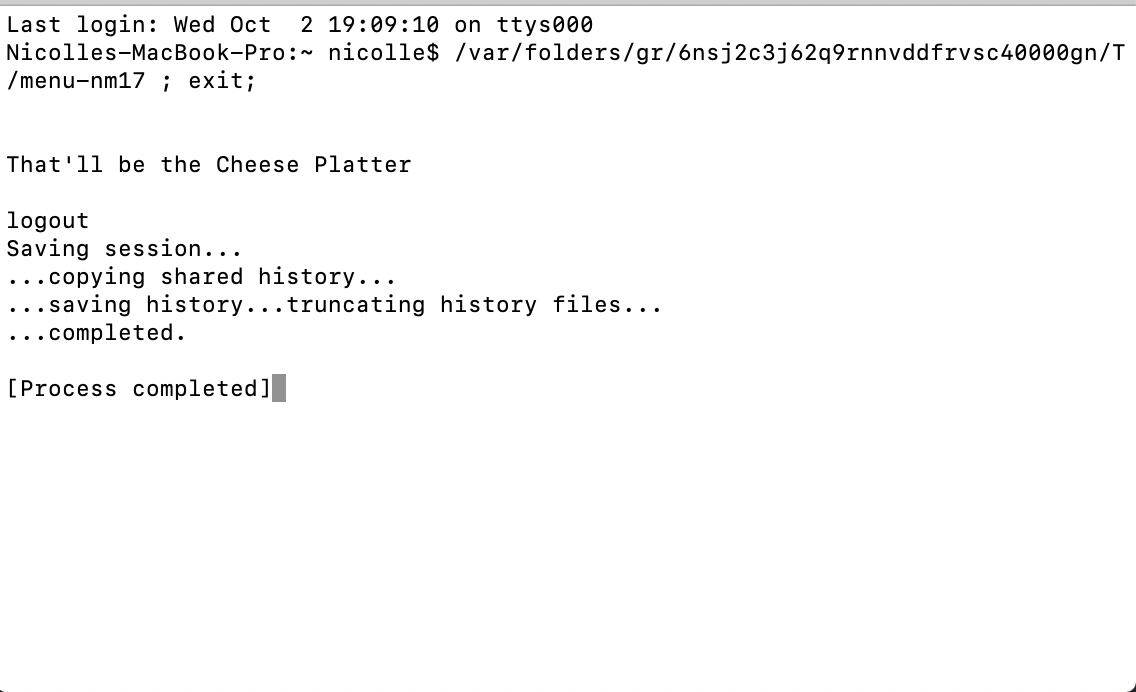 Last login: Wed Oct  2 19:09:10 on ttys000
Nicolles-MacBook-Pro:~ nicolle$ /var/folders/gr/6nsj2c3j62q9rnnvddfrvsc40000gn/T
/menu-nm17 ; exit;
That'll be the Cheese Platter
logout
Saving session...
...copying shared history...
...saving history...truncating history files...
...completed.
[Process completed]